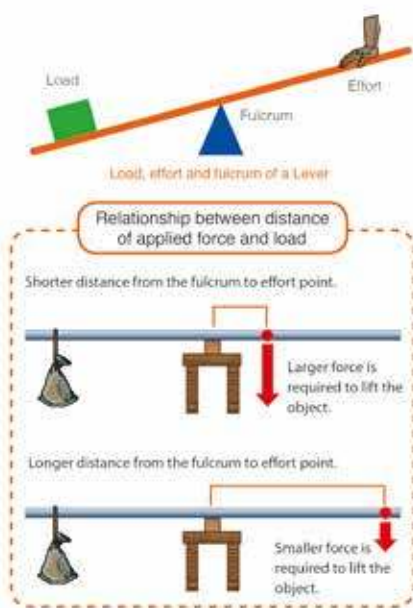 Load
Effort
Fulcrum
Load, effort and fulcrum of a Lever
Relationship between distance
of applied force and load
Shorter distance from the fulcrum to effort point.
Larger force is
required to lift the
object.
Longer distance from the fulcrum to effort point.
Smaller force is
required to lift the
object.